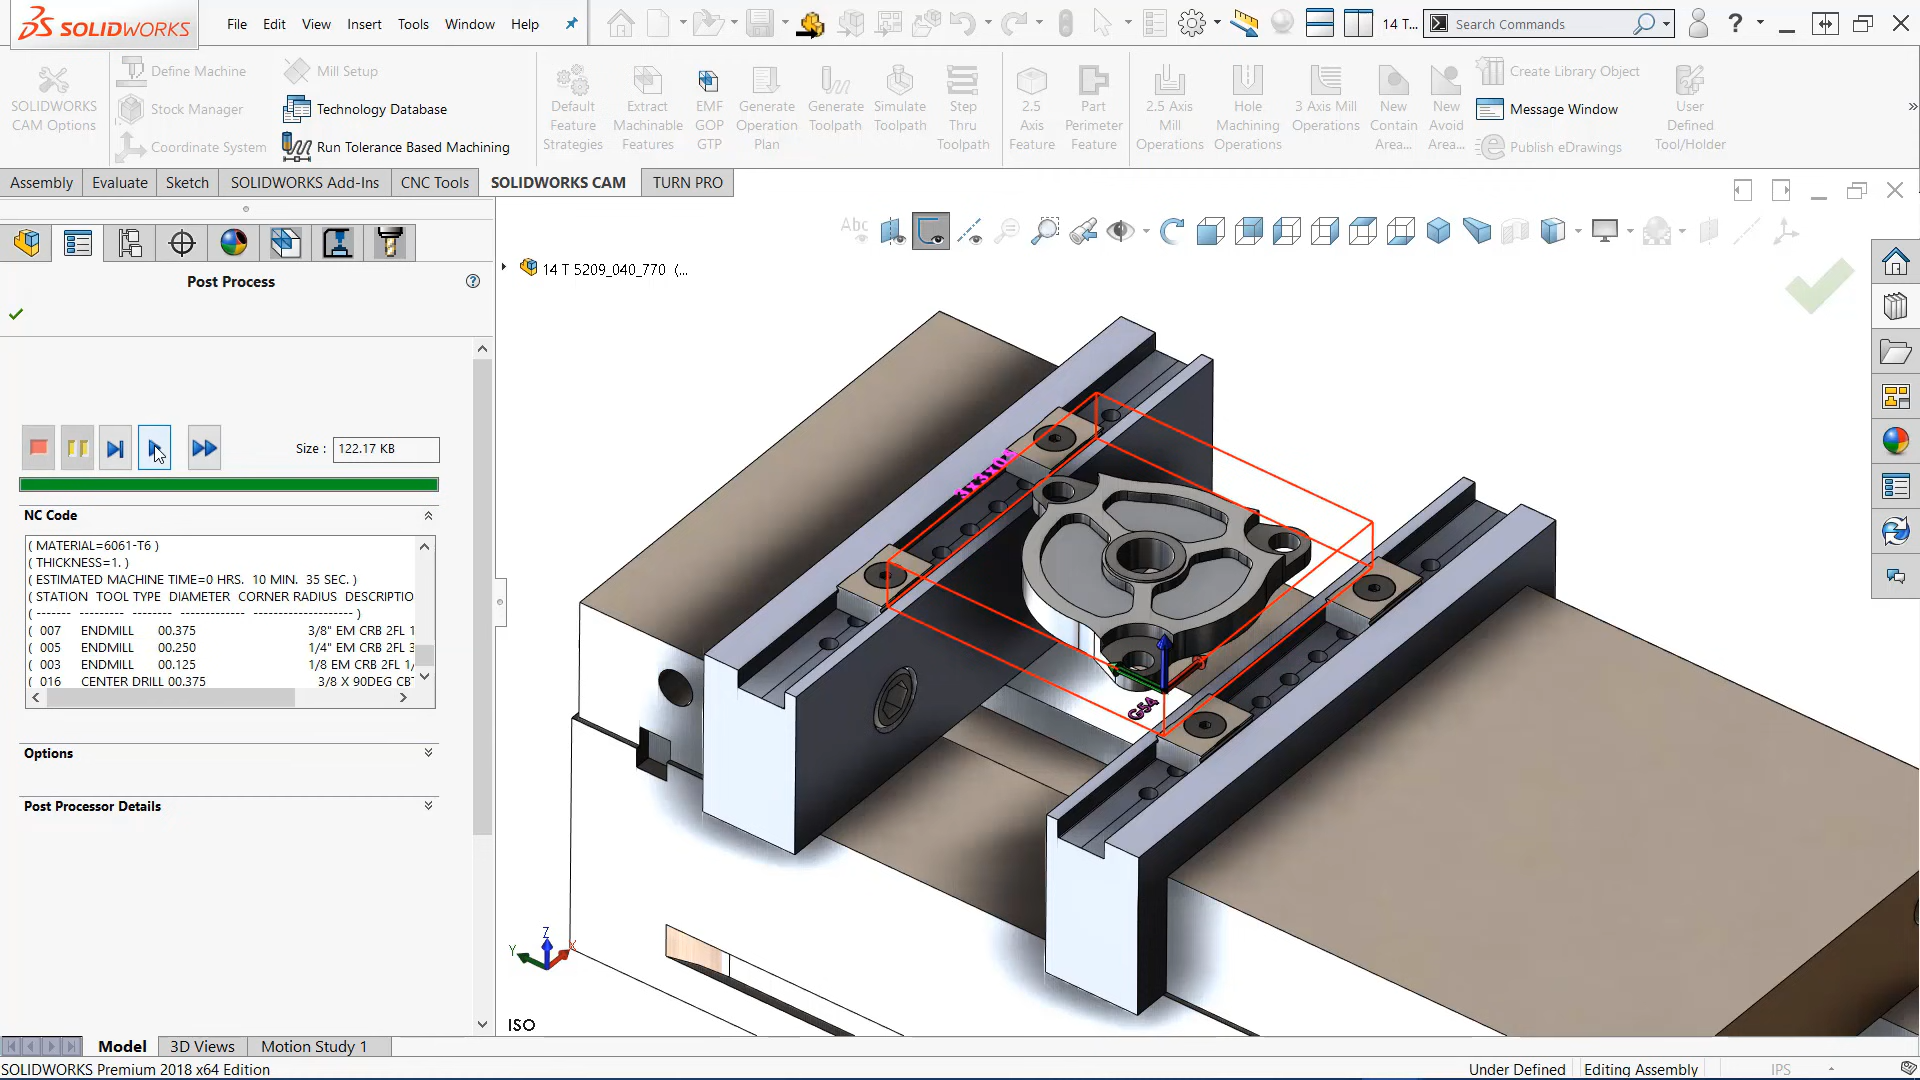 SOLIDWORKS
File Edit View Insert Tools Window Help
14 T...
Search Commands
?
SOLIDWORKS CAM Options
Define Machine
Stock Manager
Coordinate System
Mill Setup
Technology Database
Run Tolerance Based Machining
Default Feature Strategies
Extract Machinable Features
EMF GOP GTP
Generate Operation Plan
Generate Toolpath
Simulate Toolpath
Step Thru Toolpath
2.5 Axis Feature
Part Perimeter Feature
2.5 Axis Mill Operations
Hole Machining Operations
3 Axis Mill Operations
New Contain Area...
New Avoid Area...
Create Library Object
Message Window
Publish eDrawings
User Defined Tool/Holder
Assembly Evaluate Sketch SOLIDWORKS Add-Ins CNC Tools SOLIDWORKS CAM TURN PRO
Abc
Post Process
14 T 5209_040_770 (...
Size : 122.17 KB
NC Code
( MATERIAL=6061-T6 )
( THICKNESS=1. )
( ESTIMATED MACHINE TIME=0 HRS. 10 MIN. 35 SEC. )
( STATION TOOL TYPE DIAMETER CORNER RADIUS DESCRIPTIO
( ------- --------- -------- ------------- -------------------- )
( 007 ENDMILL 00.375 3/8" EM CRB 2FL 1
( 005 ENDMILL 00.250 1/4" EM CRB 2FL 3
( 003 ENDMILL 00.125 1/8 EM CRB 2FL 1/
( 016 CENTER DRILL 00.375 3/8 X 90DEG CBT
Options
Post Processor Details
G54
Z
Y
X
ISO
Model 3D Views Motion Study 1
SOLIDWORKS Premium 2018 x64 Edition
Under Defined
Editing Assembly
IPS